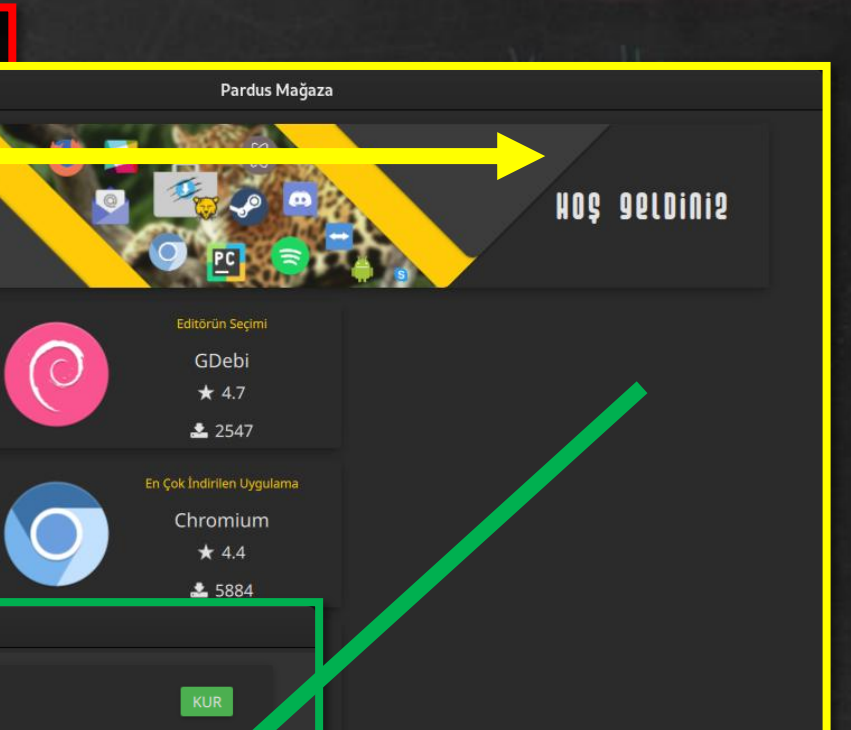 Pardus Mağaza
HOŞ GELDİNİZ
PC
Editörün Seçimi
GDebi
★ 4.7
2547
En Çok İndirilen Uygulama
Chromium
★ 4.4
5884
KUR